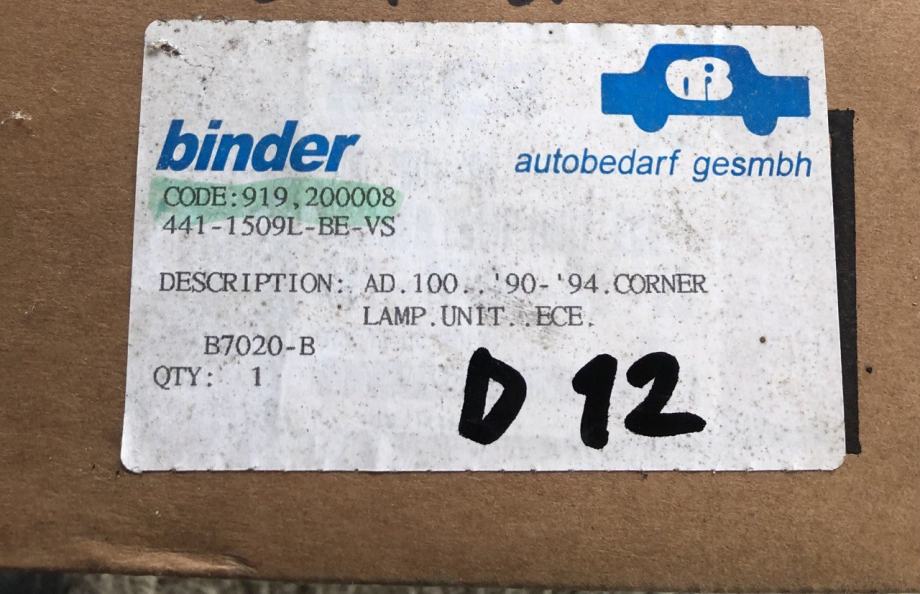 binder
autobedarf gesmbh
CODE:919,200008
441-1509L-BE-VS
DESCRIPTION: AD.100..'90-'94.CORNER
LAMP.UNIT..ECE.
B7020-B
QTY: 1
D 12